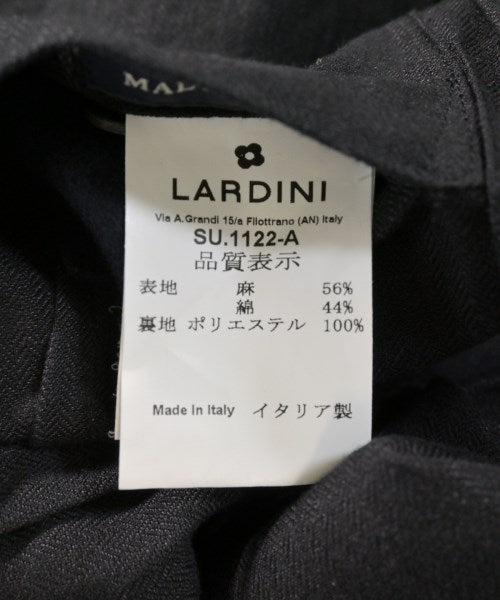 LARDINI
Via A.Grandi 15/a Filottrano (AN) Italy
SU.1122-A
品質表示
表地 麻 56%
綿 44%
裏地 ポリエステル 100%
Made In Italy イタリア製